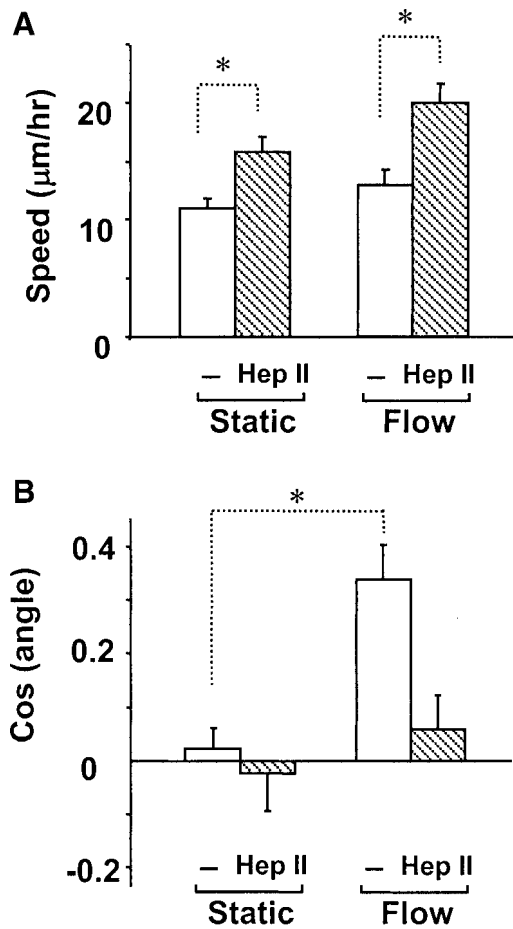 A
*
*
20
10
0
Speed (μm/hr)
– Hep II
– Hep II
Static
Flow
B
*
0.4
0.2
0
-0.2
Cos (angle)
– Hep II
– Hep II
Static
Flow